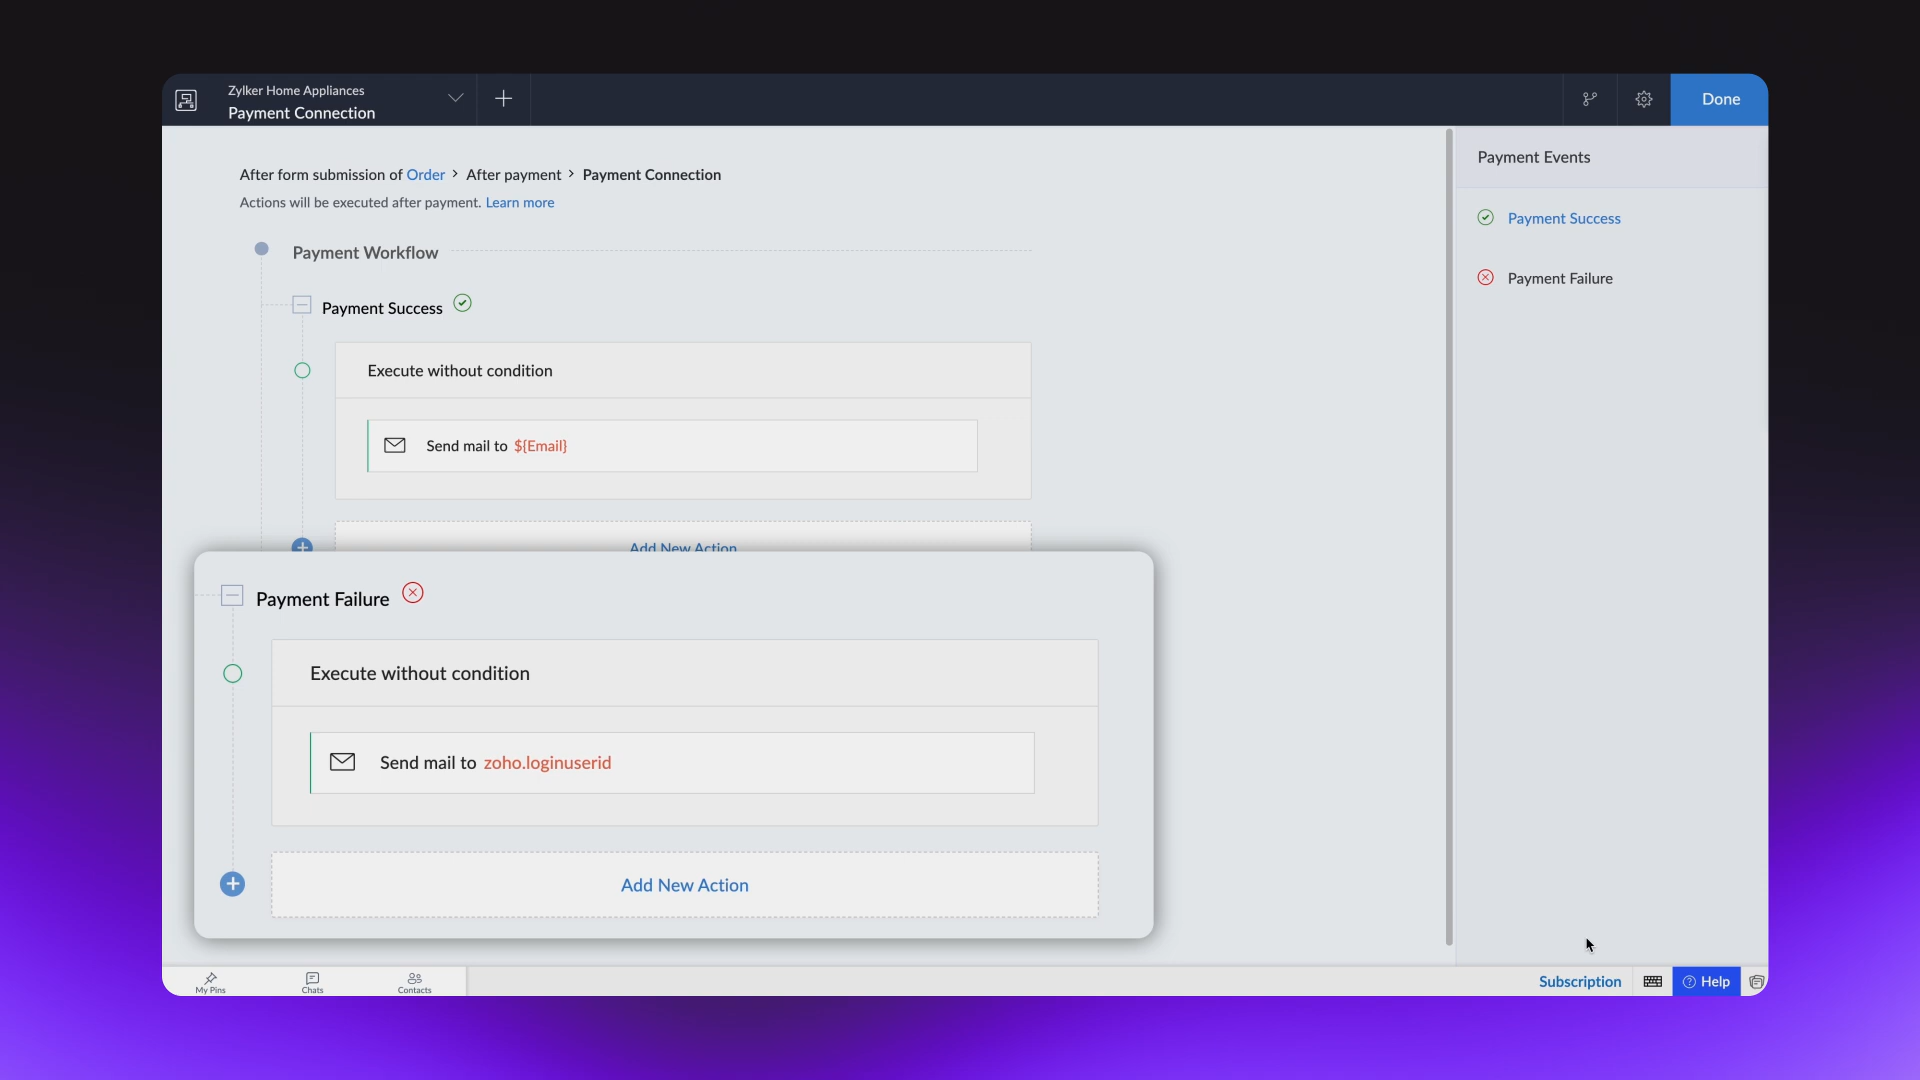 Zylker Home Appliances
Payment Connection
Done
After form submission of Order > After payment > Payment Connection
Actions will be executed after payment. Learn more
Payment Workflow
Payment Success
Execute without condition
Send mail to ${Email}
Add New Action
Payment Failure
Execute without condition
Send mail to zoho.loginuserid
Add New Action
Payment Events
Payment Success
Payment Failure
My Pins
Chats
Contacts
Subscription
Help